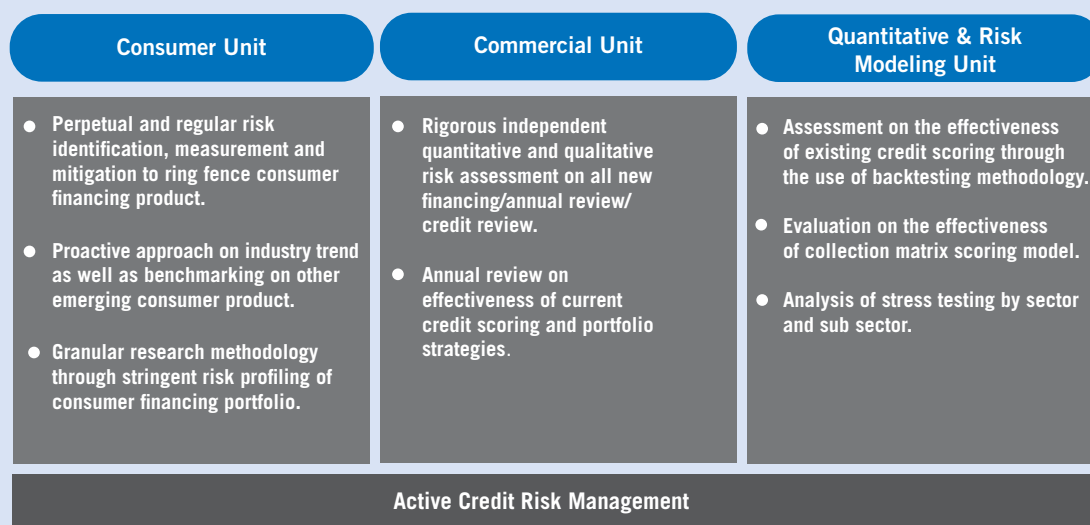 Consumer Unit
Perpetual and regular risk
identification, measurement and
mitigation to ring fence consumer
financing product.
Proactive approach on industry trend
as well as benchmarking on other
emerging consumer product.
Granular research methodology
through stringent risk profiling of
consumer financing portfolio.
Commercial Unit
Rigorous independent
quantitative and qualitative
risk assessment on all new
financing/annual review/
credit review.
Annual review on
effectiveness of current
credit scoring and portfolio
strategies.
Quantitative & Risk
Modeling Unit
Assessment on the effectiveness
of existing credit scoring through
the use of backtesting methodology.
Evaluation on the effectiveness
of collection matrix scoring model.
Analysis of stress testing by sector
and sub sector.
Active Credit Risk Management